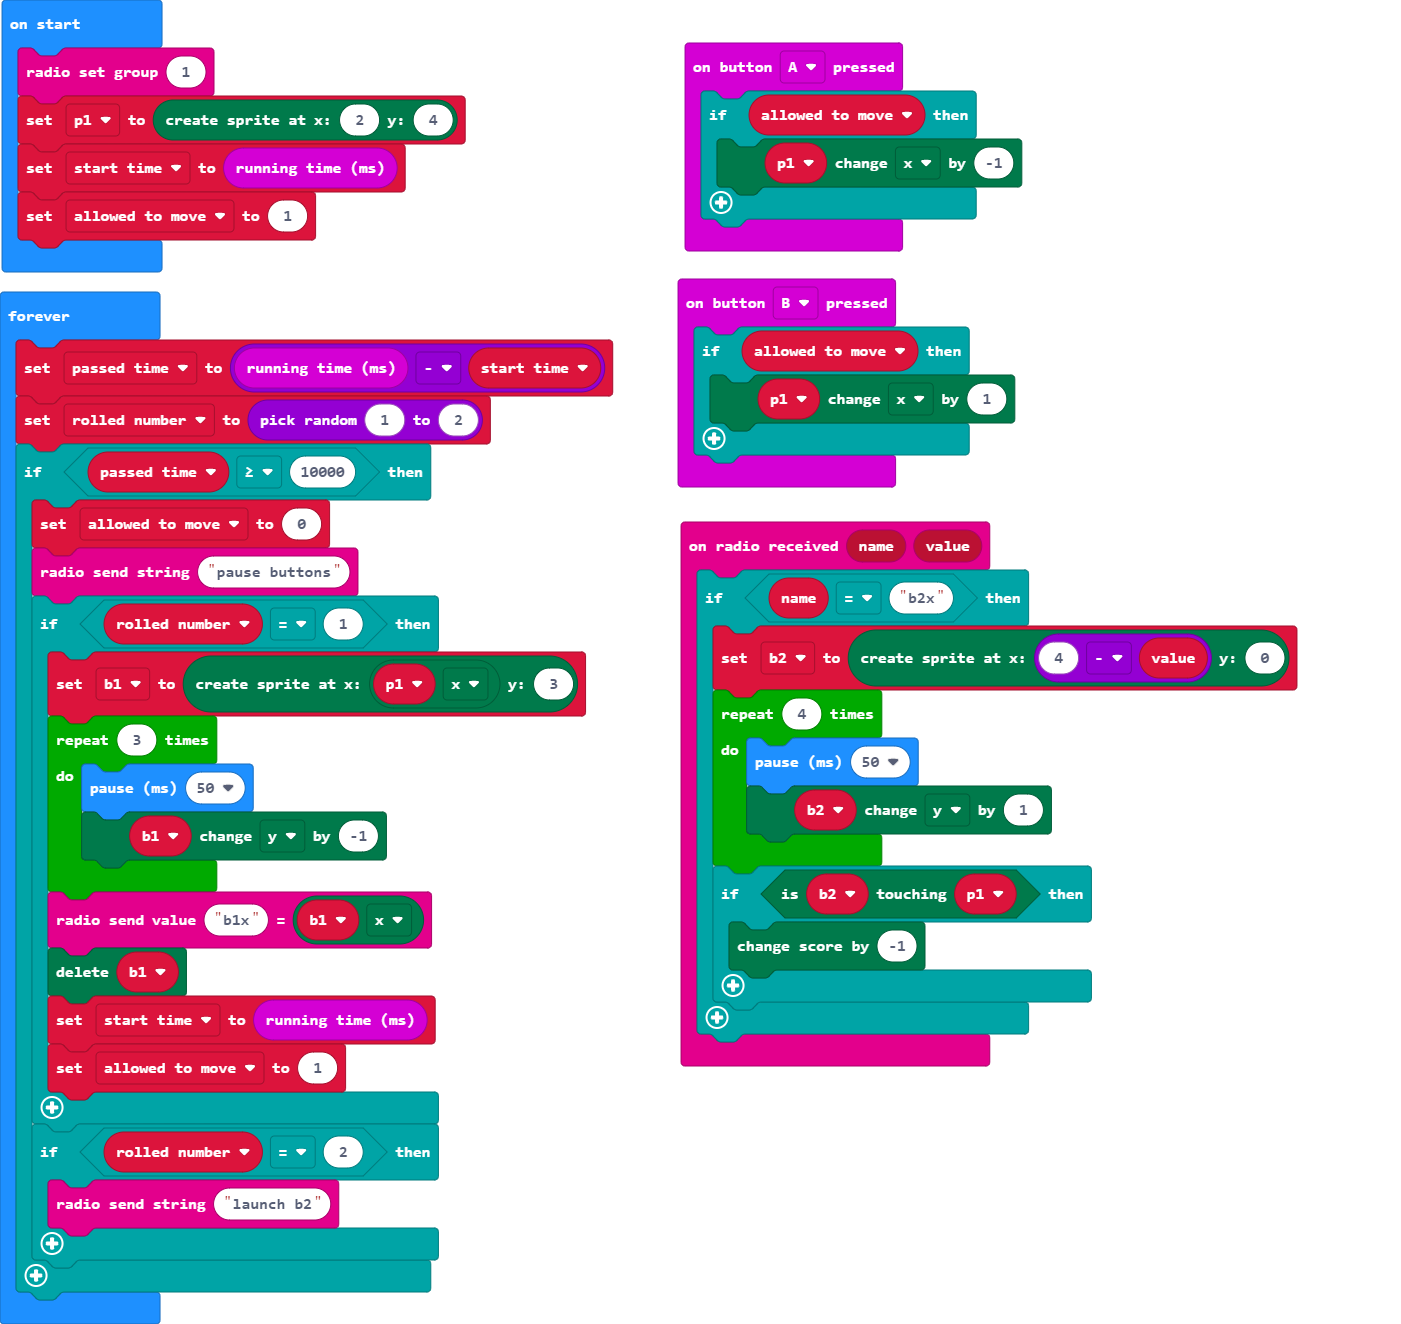 on start
radio set group 1
set p1 to create sprite at x: 2 y: 4
set start time to running time (ms)
set allowed to move to 1
forever
set passed time to running time (ms) - start time
set rolled number to pick random 1 to 2
if passed time ≥ 10000 then
set allowed to move to 0
radio send string "pause buttons"
if rolled number = 1 then
set b1 to create sprite at x: p1 x y: 3
repeat 3 times
do
pause (ms) 50
b1 change y by -1
radio send value "b1x" = b1 x
delete b1
set start time to running time (ms)
set allowed to move to 1
if rolled number = 2 then
radio send string "launch b2"
on button A pressed
if allowed to move then
p1 change x by -1
on button B pressed
if allowed to move then
p1 change x by 1
on radio received name value
if name = "b2x" then
set b2 to create sprite at x: 4 - value y: 0
repeat 4 times
do
pause (ms) 50
b2 change y by 1
if is b2 touching p1 then
change score by -1